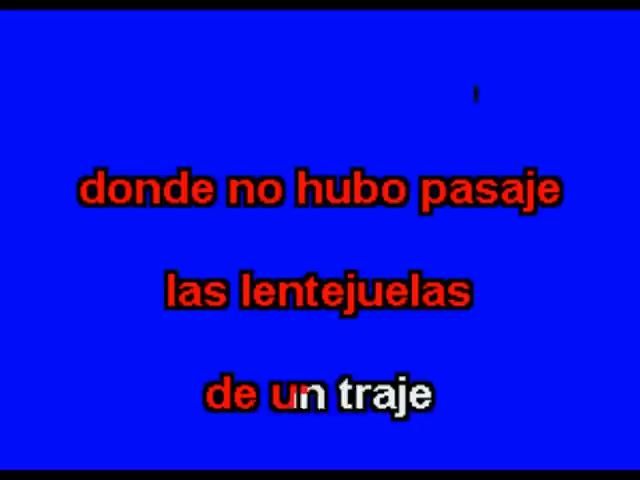 donde no hubo pasaje
las lentejuelas
de un traje